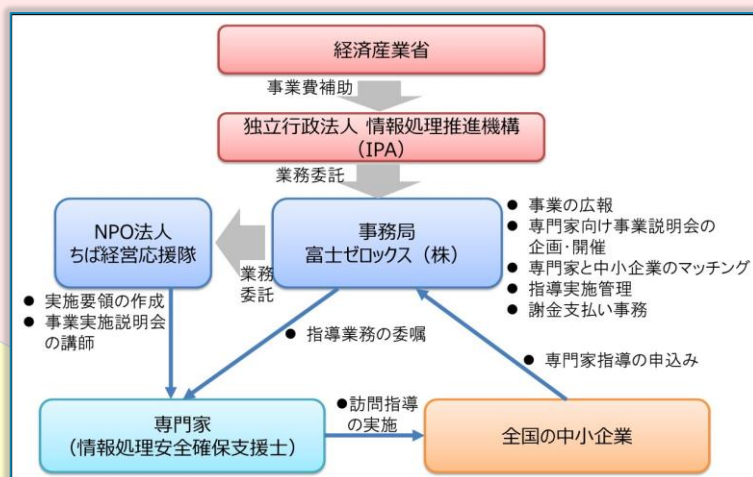 経済産業省
事業費補助
独立行政法人 情報処理推進機構
(IPA)
業務委託
NPO法人
ちば経営応援隊
業務
委託
事務局
富士ゼロックス（株）
● 事業の広報
● 専門家向け事業説明会の
企画・開催
● 専門家と中小企業のマッチング
● 指導実施管理
● 謝金支払い事務
● 実施要領の作成
● 事業実施説明会
の講師
● 指導業務の委嘱
● 専門家指導の申込み
専門家
（情報処理安全確保支援士）
●訪問指導
の実施
全国の中小企業